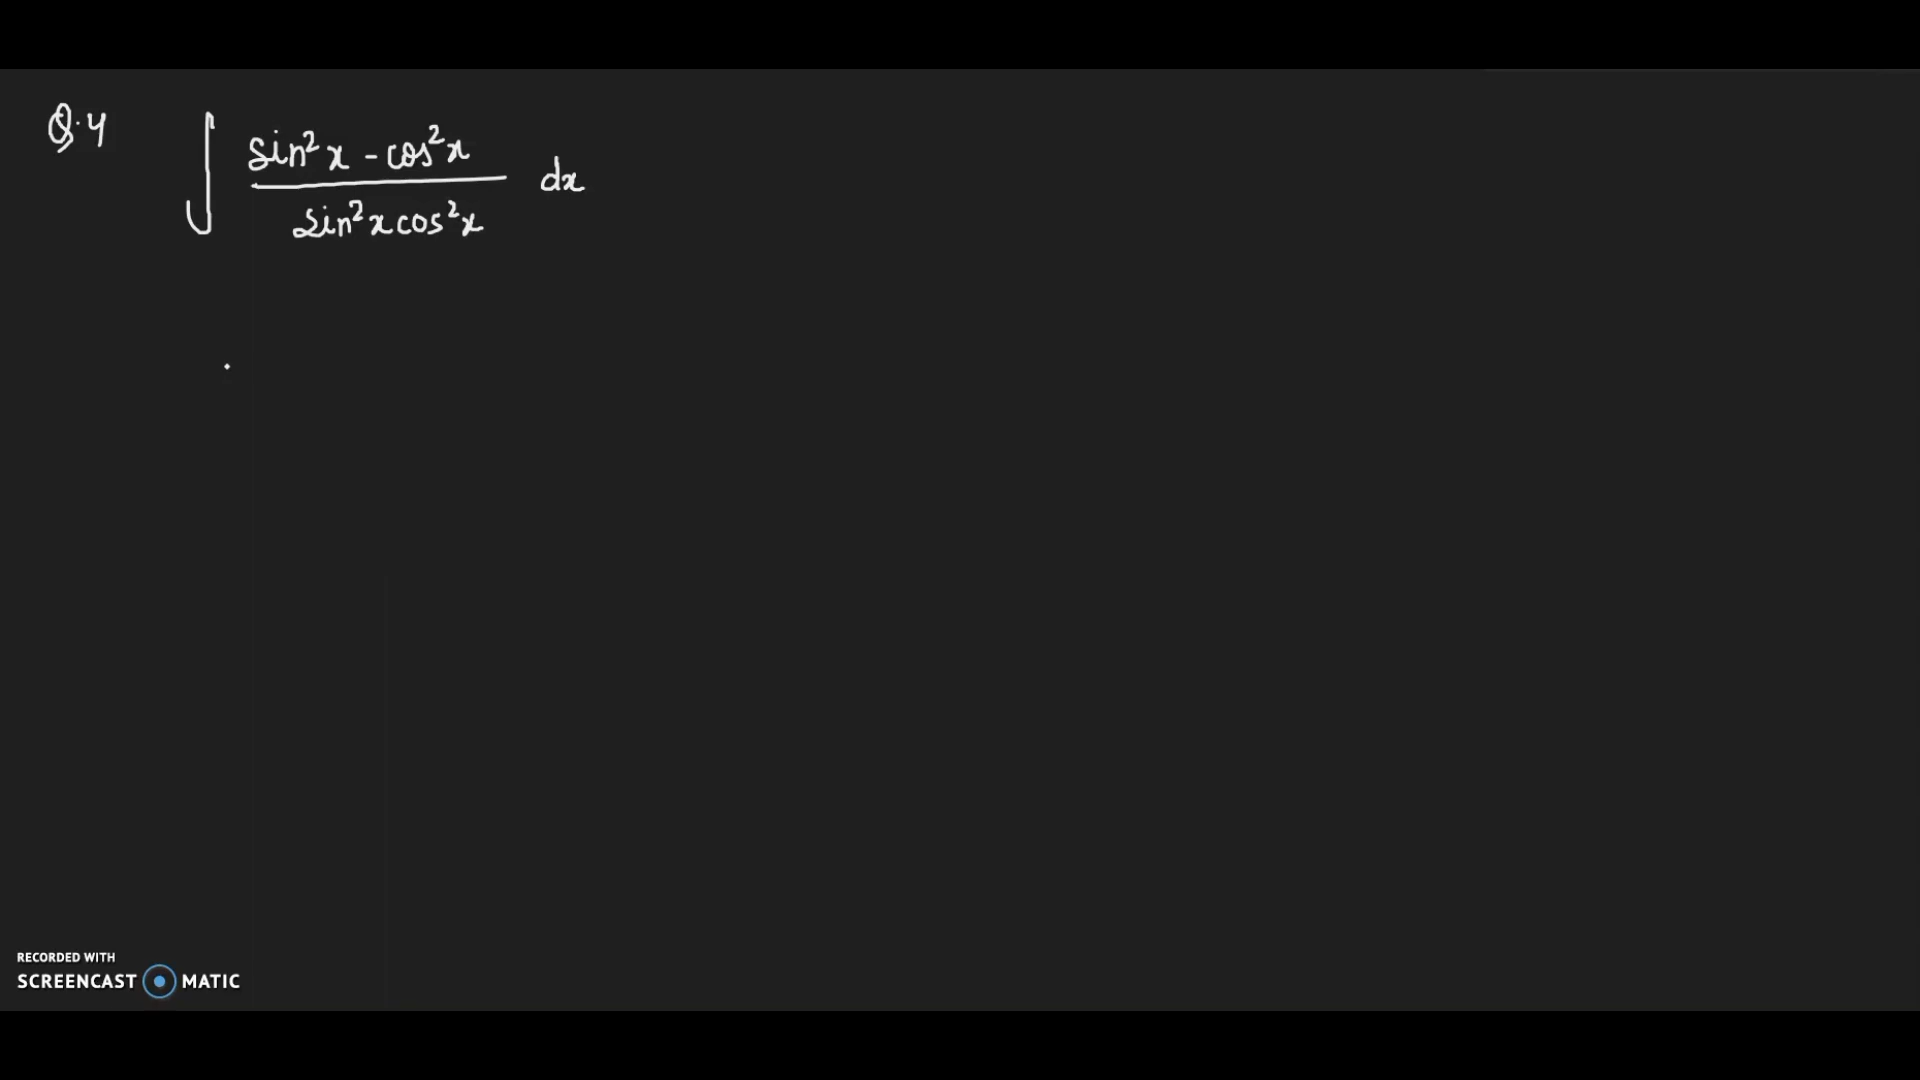 Q.4 ∫ (sin²x - cos²x)/(sin²x cos²x) dx
RECORDED WITH
SCREENCAST MATIC